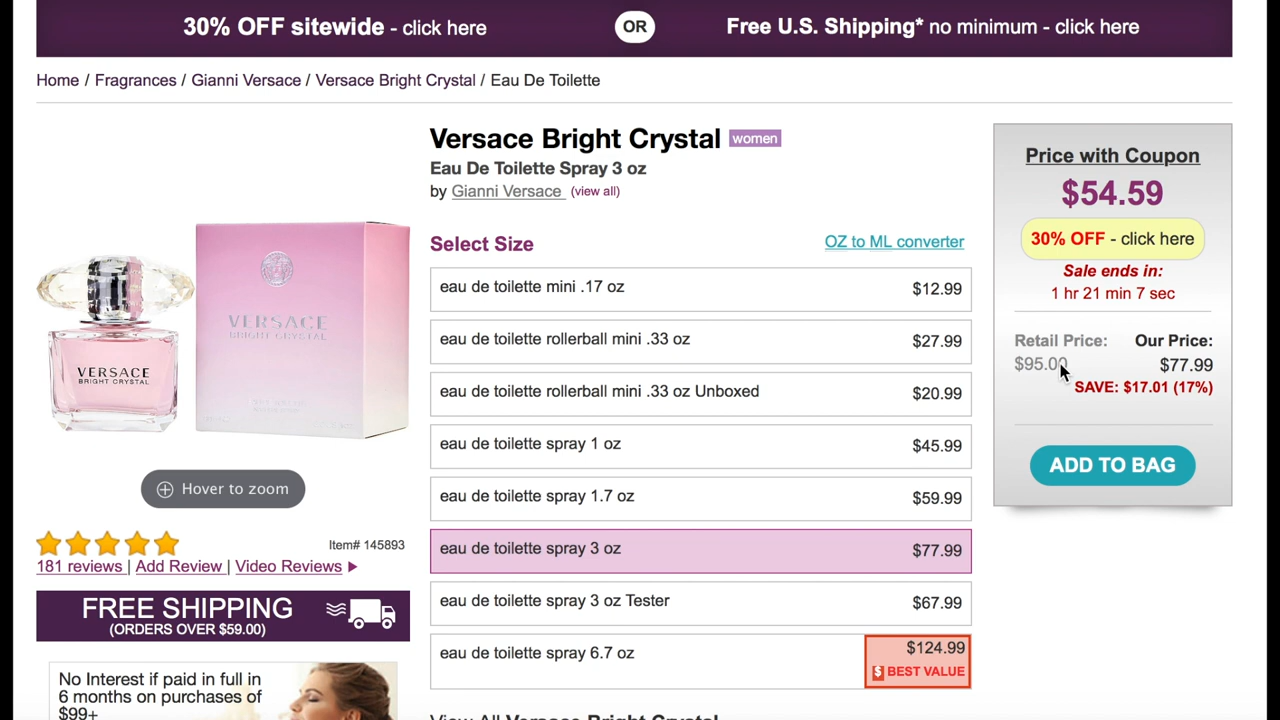 30% OFF sitewide - click here
OR
Free U.S. Shipping* no minimum - click here
Home / Fragrances / Gianni Versace / Versace Bright Crystal / Eau De Toilette
Versace Bright Crystal women
Eau De Toilette Spray 3 oz
by Gianni Versace (view all)
Select Size
OZ to ML converter
eau de toilette mini .17 oz $12.99
eau de toilette rollerball mini .33 oz $27.99
eau de toilette rollerball mini .33 oz Unboxed $20.99
eau de toilette spray 1 oz $45.99
eau de toilette spray 1.7 oz $59.99
eau de toilette spray 3 oz $77.99
eau de toilette spray 3 oz Tester $67.99
eau de toilette spray 6.7 oz $124.99
$ BEST VALUE
View All Versace Bright Crystal
Price with Coupon
$54.59
30% OFF - click here
Sale ends in:
1 hr 21 min 7 sec
Retail Price: Our Price:
$95.00 $77.99
SAVE: $17.01 (17%)
ADD TO BAG
VERSACE
BRIGHT CRYSTAL
VERSACE
BRIGHT CRYSTAL
Hover to zoom
Item# 145893
181 reviews | Add Review | Video Reviews
FREE SHIPPING
(ORDERS OVER $59.00)
No Interest if paid in full in
6 months on purchases of
$99+